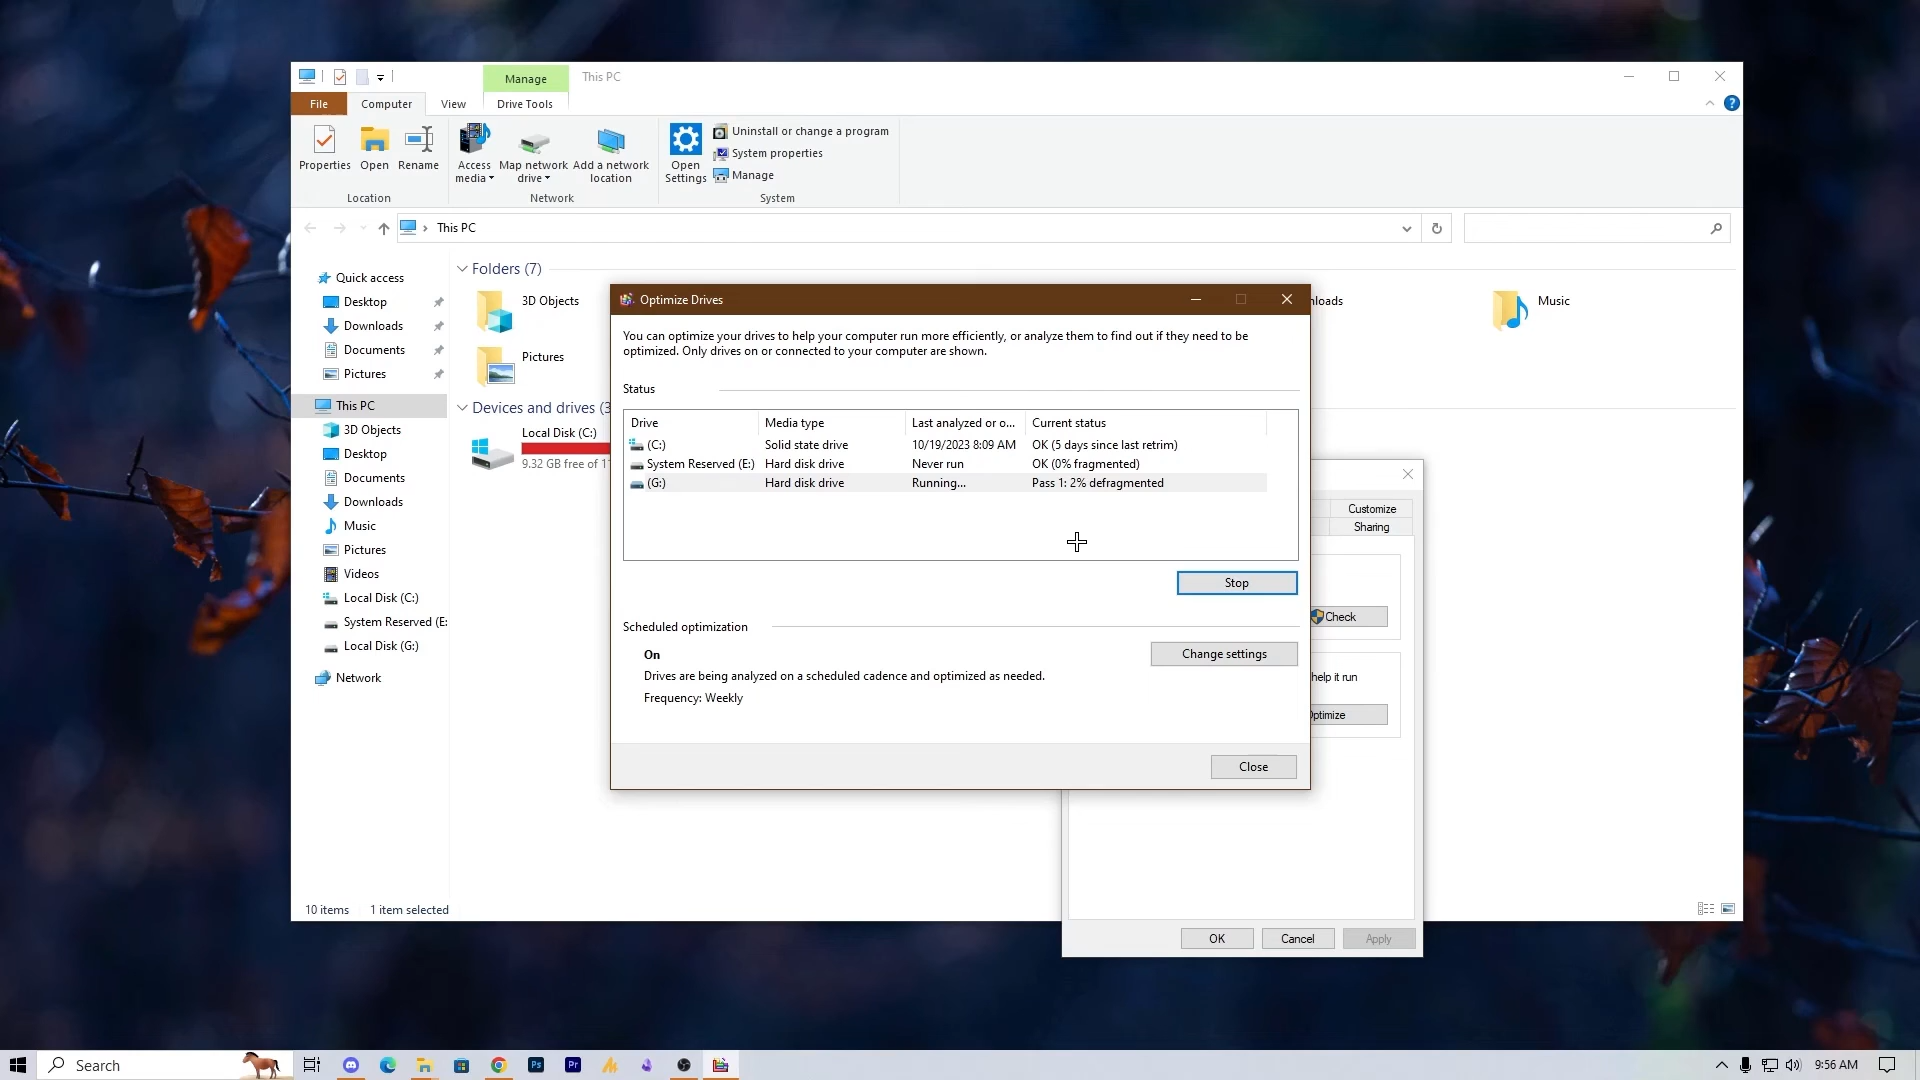 Manage
This PC
File
Computer
View
Drive Tools
Properties
Open
Rename
Access media
Map network drive
Add a network location
Open Settings
Uninstall or change a program
System properties
Manage
Location
Network
System
This PC
Quick access
Desktop
Downloads
Documents
Pictures
This PC
3D Objects
Desktop
Documents
Downloads
Music
Pictures
Videos
Local Disk (C:)
System Reserved (E:
Local Disk (G:)
Network
Folders (7)
3D Objects
Music
Pictures
Devices and drives (3
Local Disk (C:)
9.32 GB free of 11
Optimize Drives
You can optimize your drives to help your computer run more efficiently, or analyze them to find out if they need to be
optimized. Only drives on or connected to your computer are shown.
Status
Drive Media type Last analyzed or o... Current status
(C:) Solid state drive 10/19/2023 8:09 AM OK (5 days since last retrim)
System Reserved (E:) Hard disk drive Never run OK (0% fragmented)
(G:) Hard disk drive Running... Pass 1: 2% defragmented
Stop
Scheduled optimization
On
Change settings
Drives are being analyzed on a scheduled cadence and optimized as needed.
Frequency: Weekly
Close
Customize
Sharing
Check
help it run
OK
Cancel
Apply
10 items
1 item selected
Search
Ps
Pr
9:56 AM